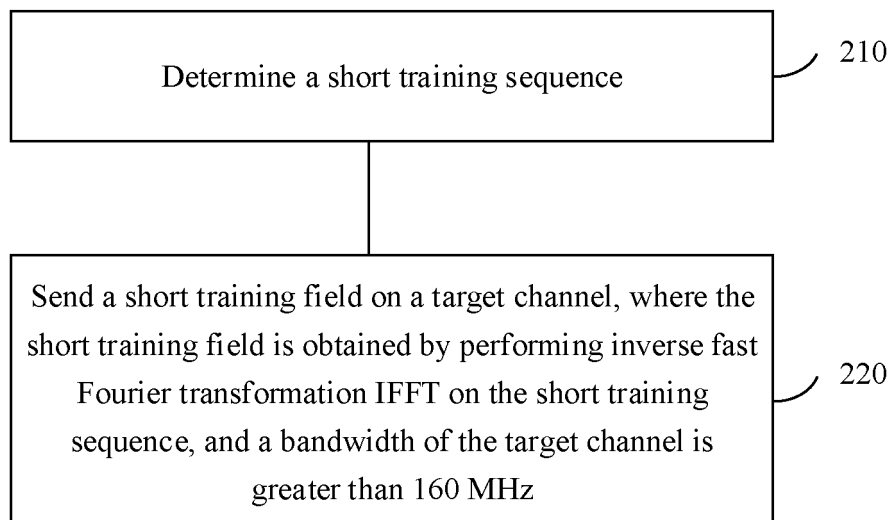 Determine a short training sequence
210
Send a short training field on a target channel, where the
short training field is obtained by performing inverse fast
Fourier transformation IFFT on the short training
sequence, and a bandwidth of the target channel is
greater than 160 MHz
220